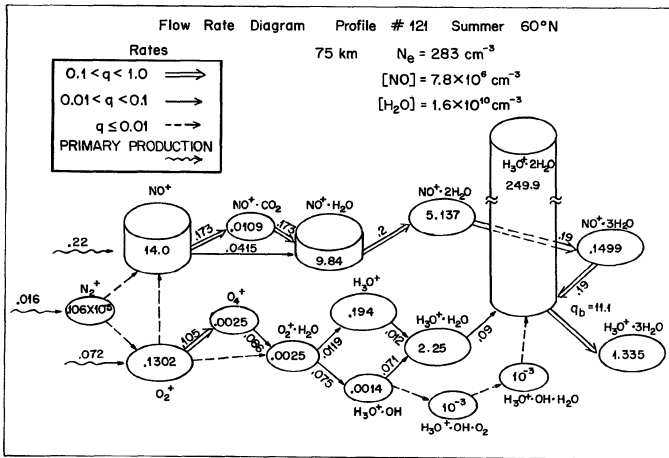 Flow Rate Diagram Profile # 121 Summer 60°N
Rates
75 km Nₑ = 283 cm⁻³
0.1 < q < 1.0
[NO] = 7.8×10⁶ cm⁻³
0.01 < q < 0.1
[H₂O] = 1.6×10¹⁰ cm⁻³
q ≤ 0.01
PRIMARY PRODUCTION
H₃O⁺·2H₂O
249.9
NO⁺
NO⁺·CO₂
NO⁺·H₂O
NO⁺·2H₂O
NO⁺·3H₂O
.22
14.0
.173
.0109
.173
.0415
9.84
.2
5.137
.19
.1499
.19
q_b = 11.1
.016
N₂⁺
O₄⁺
O₂⁺·H₂O
H₃O⁺
H₃O⁺·H₂O
H₃O⁺·3H₂O
.072
.1302
.105
.0025
.086
.0025
.0119
.194
.012
2.25
.09
1.335
O₂⁺
.075
.0014
.071
10⁻³
10⁻³
H₃O⁺·OH
H₃O⁺·OH·O₂
H₃O⁺·OH·H₂O